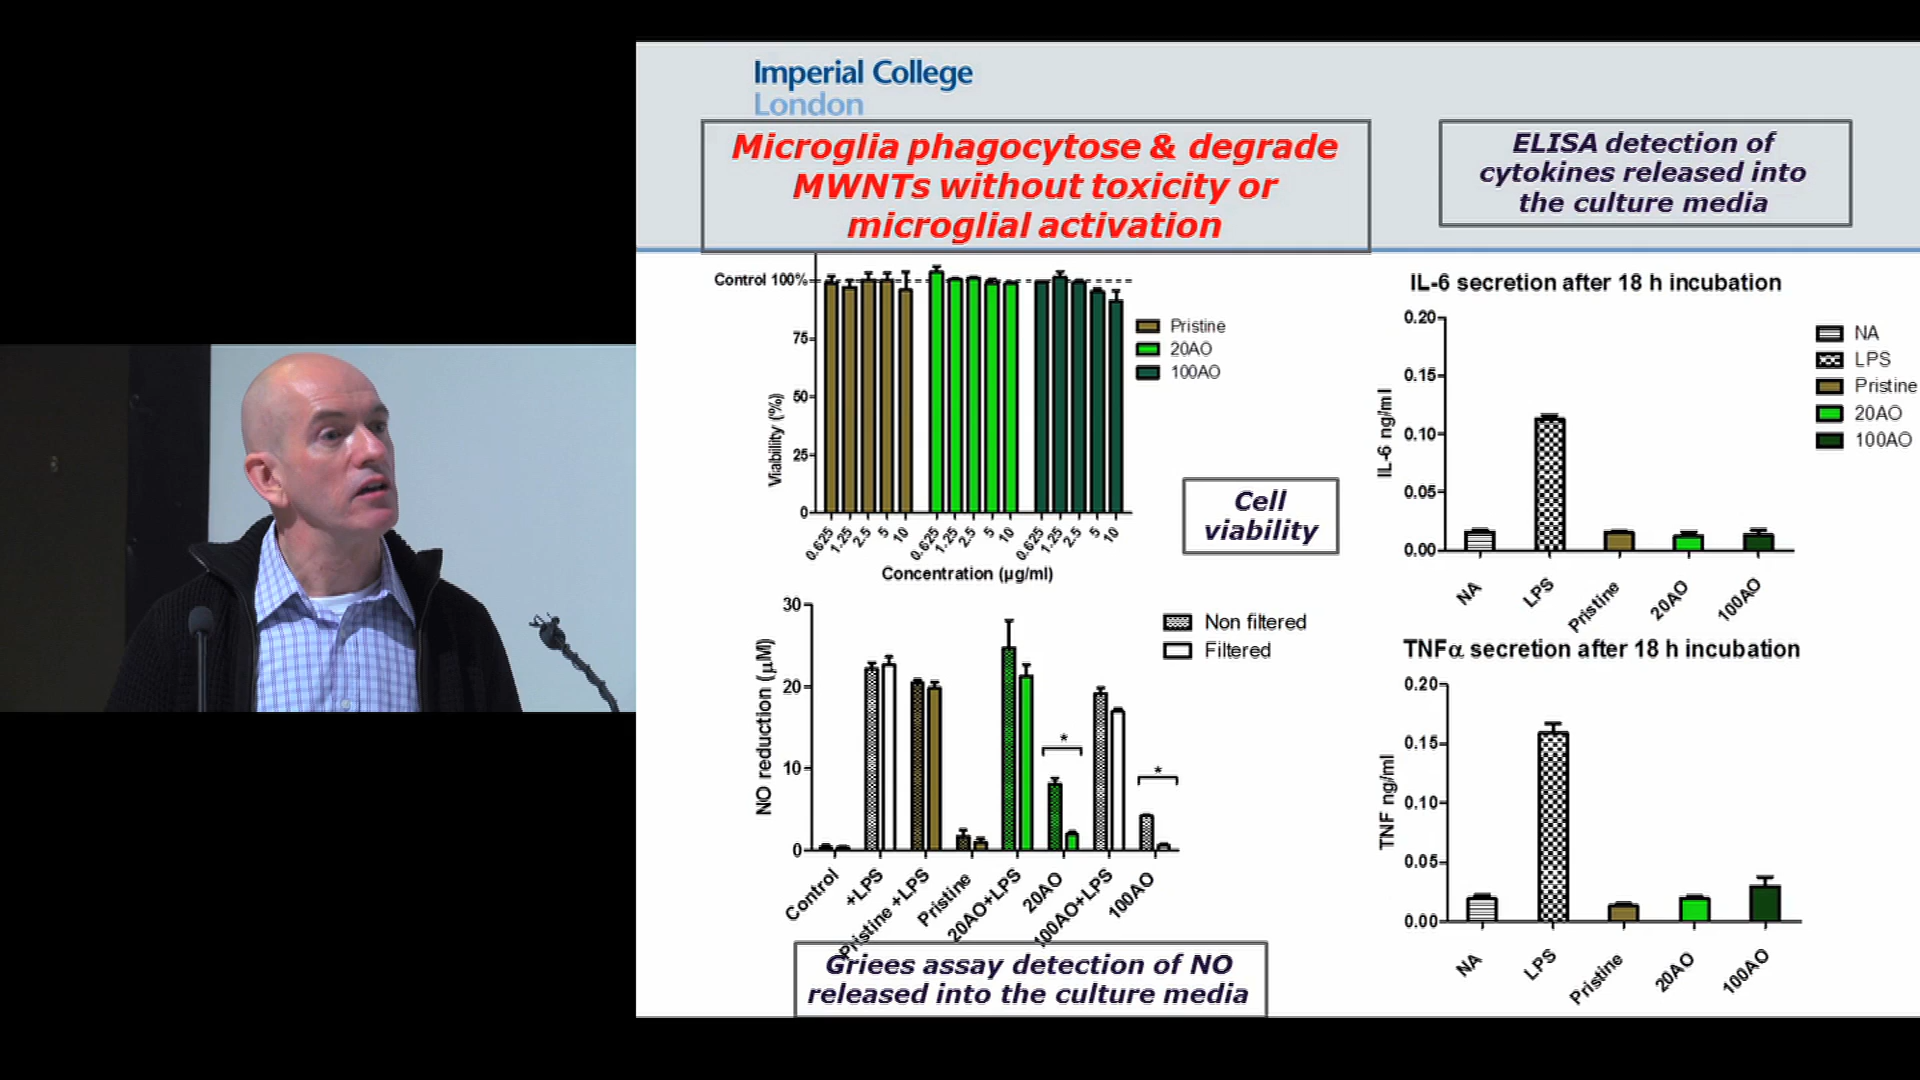 Imperial College
London
Microglia phagocytose & degrade
MWNTs without toxicity or
microglial activation
ELISA detection of
cytokines released into
the culture media
Control 100%
75
50
25
0
Viability (%)
0.625 1.25 2.5 5 10 0.625 1.25 2.5 5 10 0.625 1.25 2.5 5 10
Concentration (µg/ml)
Pristine
20AO
100AO
Cell
viability
30
20
10
0
NO reduction (µM)
Non filtered
Filtered
*
*
Control +LPS Pristine +LPS Pristine 20AO+LPS 20AO 100AO+LPS 100AO
Griees assay detection of NO
released into the culture media
IL-6 secretion after 18 h incubation
0.20
0.15
0.10
0.05
0.00
IL-6 ng/ml
NA
LPS
Pristine
20AO
100AO
NA LPS Pristine 20AO 100AO
TNFα secretion after 18 h incubation
0.20
0.15
0.10
0.05
0.00
TNF ng/ml
NA LPS Pristine 20AO 100AO